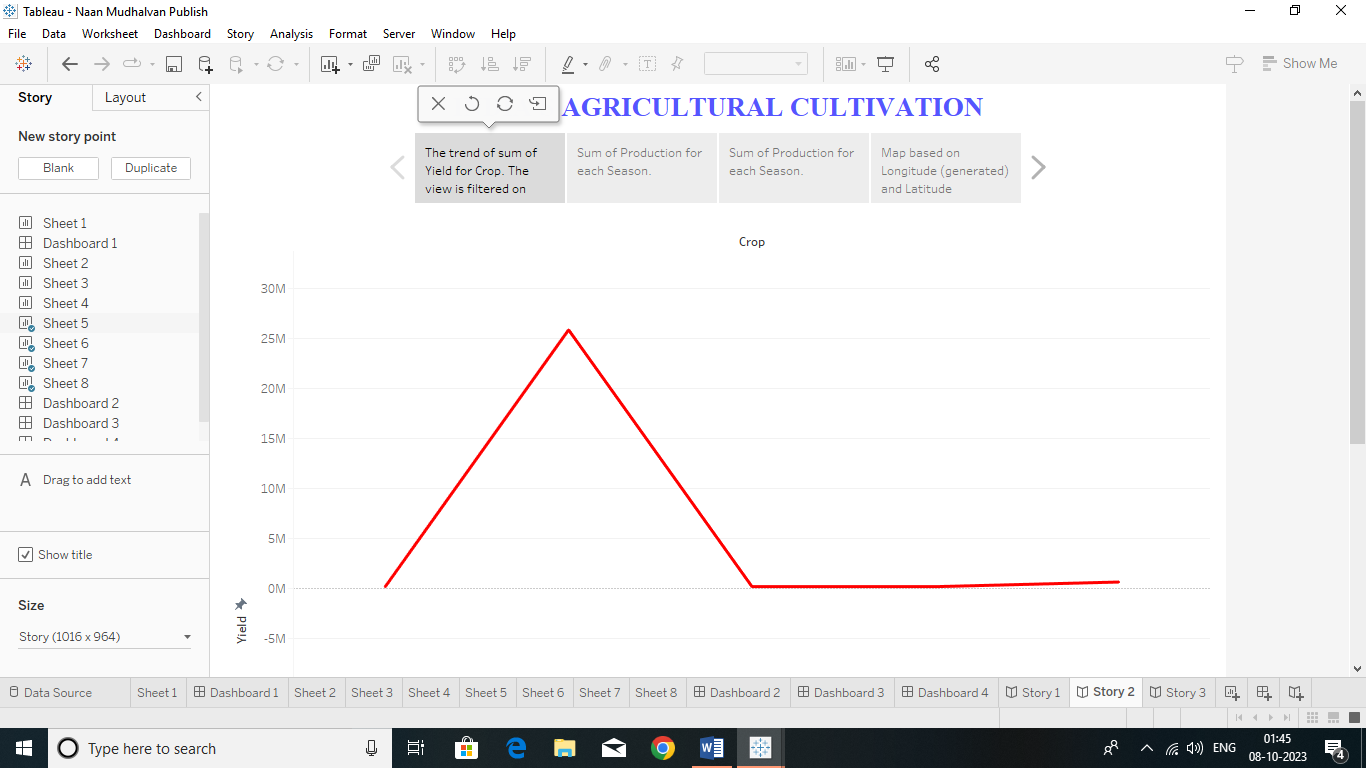 Tableau - Naan Mudhalvan Publish
File Data Worksheet Dashboard Story Analysis Format Server Window Help
Show Me
Story Layout
New story point
Blank Duplicate
Sheet 1
Dashboard 1
Sheet 2
Sheet 3
Sheet 4
Sheet 5
Sheet 6
Sheet 7
Sheet 8
Dashboard 2
Dashboard 3
A Drag to add text
Show title
Size
Story (1016 x 964)
AGRICULTURAL CULTIVATION
The trend of sum of
Yield for Crop. The
view is filtered on
Sum of Production for
each Season.
Sum of Production for
each Season.
Map based on
Longitude (generated)
and Latitude
Crop
30M
25M
20M
15M
10M
5M
0M
-5M
Yield
Data Source Sheet 1 Dashboard 1 Sheet 2 Sheet 3 Sheet 4 Sheet 5 Sheet 6 Sheet 7 Sheet 8 Dashboard 2 Dashboard 3 Dashboard 4 Story 1 Story 2 Story 3
Type here to search
ENG
01:45
08-10-2023
4